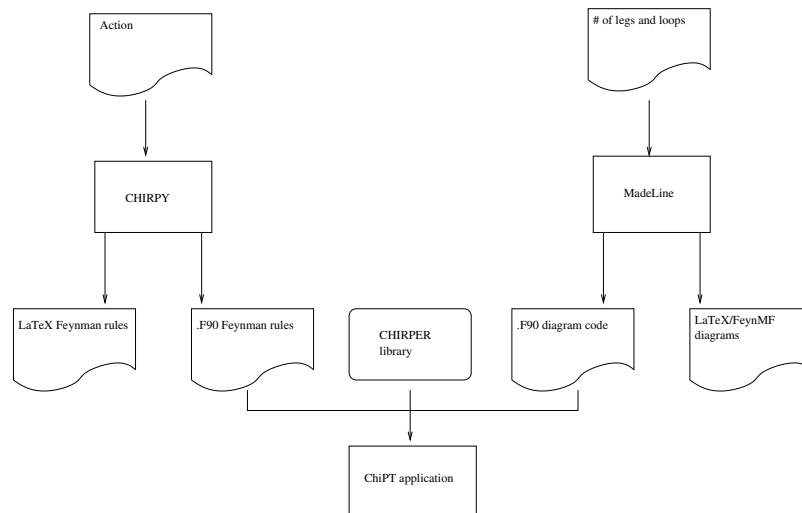 Action
# of legs and loops
CHIRPY
MadeLine
LaTeX Feynman rules
.F90 Feynman rules
CHIRPER
library
.F90 diagram code
LaTeX/FeynMF
diagrams
ChiPT application